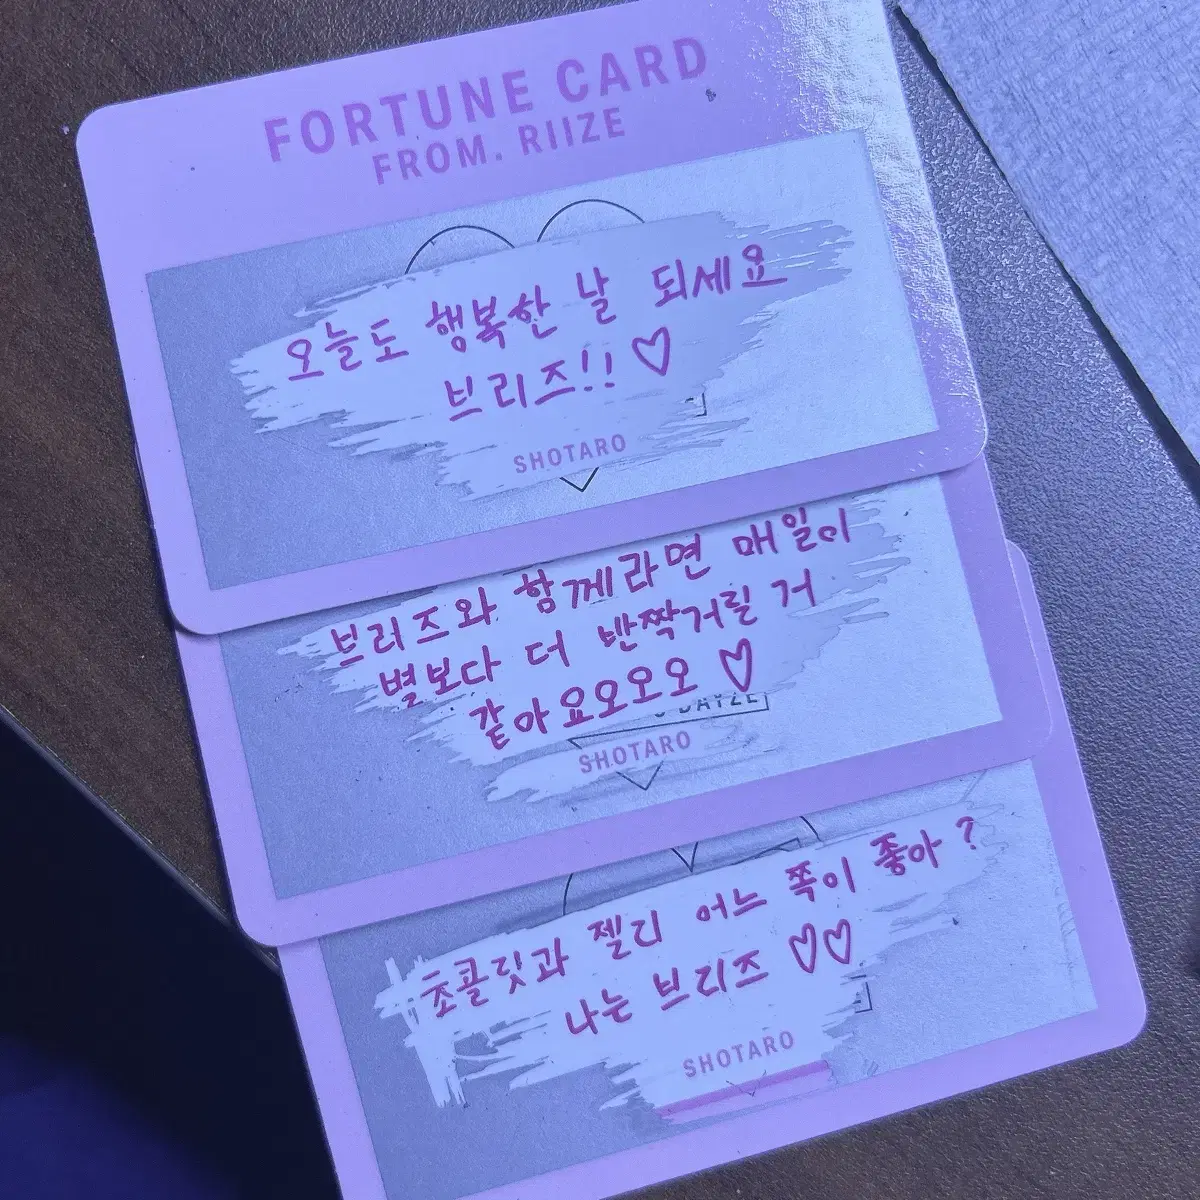 FORTUNE CARD
FROM. RIIZE
오늘도 행복한 날 되세요
브리즈!! ♡
SHOTARO
브리즈와 함께라면 매일이
별보다 더 반짝거릴 거
같아요오오오 ♡
DAYZE
SHOTARO
초콜릿과 젤리 어느 쪽이 좋아?
나는 브리즈 ♡♡
SHOTARO